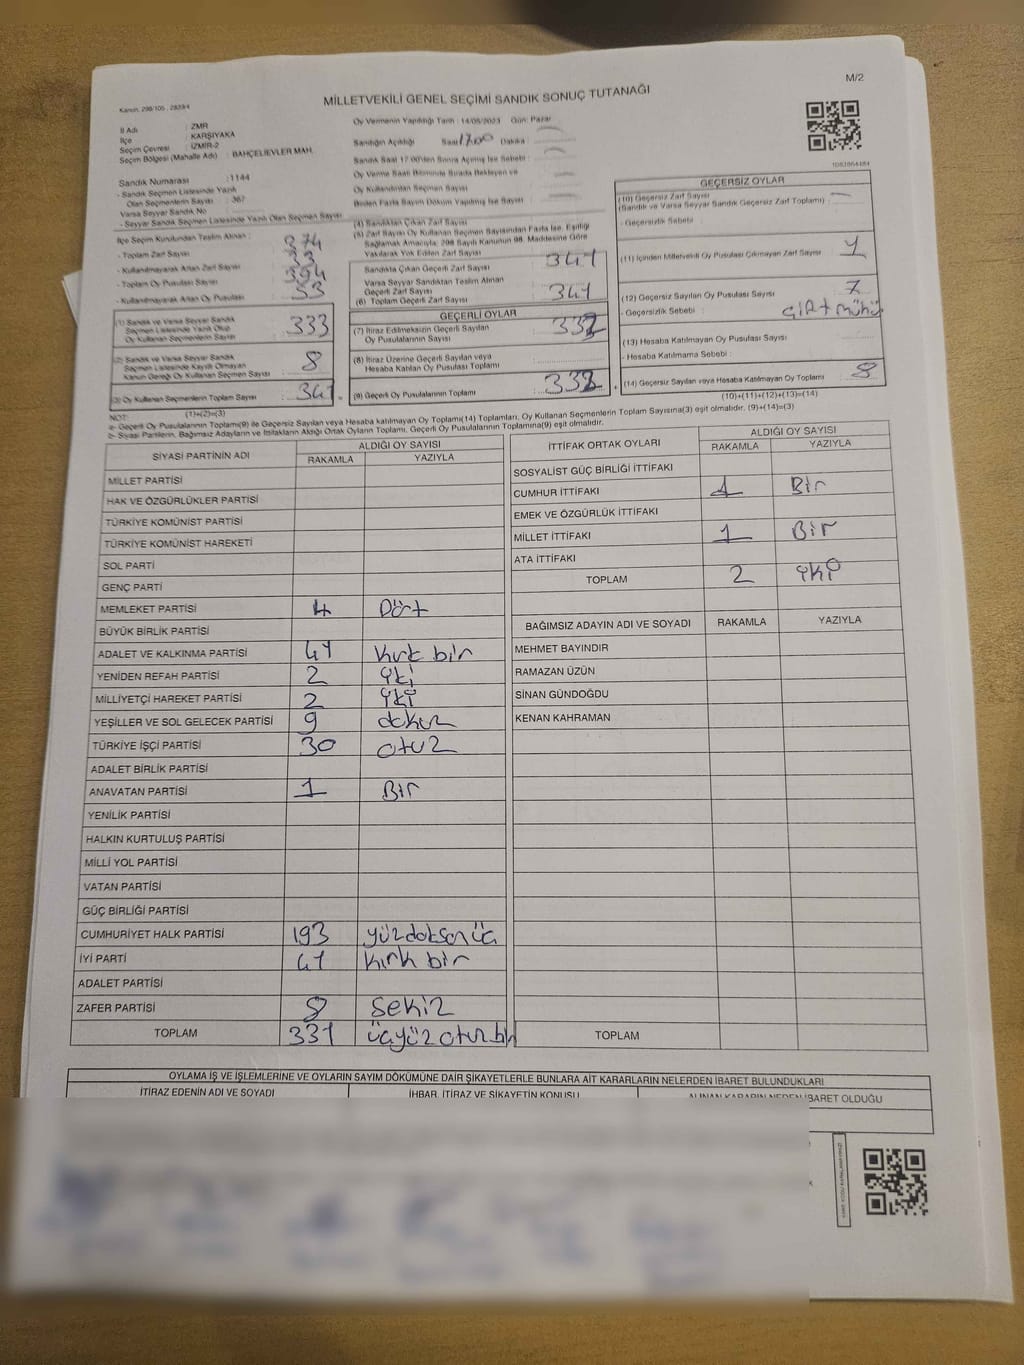 M/2
Kanun: 298/105 , 2839/4
MİLLETVEKİLİ GENEL SEÇİMİ SANDIK SONUÇ TUTANAĞI
İl Adı : ZMR
İlçe : KARŞIYAKA
Seçim Çevresi : İZMİR-2
Seçim Bölgesi (Mahalle Adı) : BAHÇELİEVLER MAH.
Oy Vermenin Yapıldığı Tarih : 14/05/2023 Gün: Pazar
Sandığın Açıldığı Saat 17.00 Dakika :
Sandık Saat 17.00'den Sonra Açılmış İse Sebebi :
Oy Verme Saati Bitiminde Sırada Bekleyen ve
Oy Kullandırılan Seçmen Sayısı
Birden Fazla Sayım Döküm Yapılmış İse Sayısı
Sandık Numarası :1144
- Sandık Seçmen Listesinde Yazılı
Olan Seçmenlerin Sayısı : 367
Varsa Seyyar Sandık No :
- Seyyar Sandık Seçmen Listesinde Yazılı Olan Seçmen Sayısı
İlçe Seçim Kurulundan Teslim Alınan :
- Toplam Zarf Sayısı 374
- Kullanılmayarak Artan Zarf Sayısı 33
- Toplam Oy Pusulası Sayısı
- Kullanılmayarak Artan Oy Pusulası 53
(1) Sandık ve Varsa Seyyar Sandık
Seçmen Listesinde Yazılı Olup
Oy Kullanan Seçmenlerin Sayısı 333
(2) Sandık ve Varsa Seyyar Sandık
Seçmen Listesinde Kayıtlı Olmayan
Kanun Gereği Oy Kullanan Seçmen Sayısı 8
(3) Oy Kullanan Seçmenlerin Toplam Sayısı : 341
(4) Sandıktan Çıkan Zarf Sayısı
(5) Zarf Sayısı Oy Kullanan Seçmen Sayısından Fazla İse, Eşitliği
Sağlamak Amacıyla, 298 Sayılı Kanunun 98. Maddesine Göre
Yakılarak Yok Edilen Zarf Sayısı
Sandıkta Çıkan Geçerli Zarf Sayısı 341
Varsa Seyyar Sandıktan Teslim Alınan
Geçerli Zarf Sayısı
(6) Toplam Geçerli Zarf Sayısı 341
GEÇERLİ OYLAR
(7) İtiraz Edilmeksizin Geçerli Sayılan
Oy Pusulasının Sayısı
(8) İtiraz Üzerine Geçerli Sayılan veya
Hesaba Katılan Oy Pusulası Toplamı
(9) Geçerli Oy Pusulasının Toplamı 333
GEÇERSİZ OYLAR
(10) Geçersiz Zarf Sayısı
(Sandık ve Varsa Seyyar Sandık Geçersiz Zarf Toplamı) :
- Geçersizlik Sebebi :
(11) İçinden Milletvekili Oy Pusulası Çıkmayan Zarf Sayısı 1
(12) Geçersiz Sayılan Oy Pusulası Sayısı 7
- Geçersizlik Sebebi : çift mühür
(13) Hesaba Katılmayan Oy Pusulası Sayısı
- Hesaba Katılmama Sebebi :
(14) Geçersiz Sayılan veya Hesaba Katılmayan Oy Toplamı 8
(1)+(2)=(3)
(10)+(11)+(12)+(13)=(14)
NOT:
a- Geçerli Oy Pusulalarının Toplamı(9) ile Geçersiz Sayılan veya Hesaba katılmayan Oy Toplamı(14) Toplamları, Oy Kullanan Seçmenlerin Toplam Sayısına(3) eşit olmalıdır. (9)+(14)=(3)
b- Siyasi Partilerin, Bağımsız Adayların ve İttifakların Aldığı Ortak Oyların Toplamı, Geçerli Oy Pusulalarının Toplamına(9) eşit olmalıdır.
SİYASİ PARTİNİN ADI ALDIĞI OY SAYISI
RAKAMLA YAZIYLA
MİLLET PARTİSİ
HAK VE ÖZGÜRLÜKLER PARTİSİ
TÜRKİYE KOMÜNİST PARTİSİ
TÜRKİYE KOMÜNİST HAREKETİ
SOL PARTİ
GENÇ PARTİ
MEMLEKET PARTİSİ 4 Dört
BÜYÜK BİRLİK PARTİSİ
ADALET VE KALKINMA PARTİSİ 41 Kırk bir
YENİDEN REFAH PARTİSİ 2 iki
MİLLİYETÇİ HAREKET PARTİSİ 2 iki
YEŞİLLER VE SOL GELECEK PARTİSİ 9 dokuz
TÜRKİYE İŞÇİ PARTİSİ 30 otuz
ADALET BİRLİK PARTİSİ
ANAVATAN PARTİSİ 1 Bir
YENİLİK PARTİSİ
HALKIN KURTULUŞ PARTİSİ
MİLLİ YOL PARTİSİ
VATAN PARTİSİ
GÜÇ BİRLİĞİ PARTİSİ
CUMHURİYET HALK PARTİSİ 193 yüzdoksan üç
İYİ PARTİ 41 kırk bir
ADALET PARTİSİ
ZAFER PARTİSİ 8 Sekiz
TOPLAM 331 üçyüz otuz bir
İTTİFAK ORTAK OYLARI ALDIĞI OY SAYISI
RAKAMLA YAZIYLA
SOSYALİST GÜÇ BİRLİĞİ İTTİFAKI
CUMHUR İTTİFAKI 1 Bir
EMEK VE ÖZGÜRLÜK İTTİFAKI
MİLLET İTTİFAKI 1 Bir
ATA İTTİFAKI
TOPLAM 2 iki
BAĞIMSIZ ADAYIN ADI VE SOYADI RAKAMLA YAZIYLA
MEHMET BAYINDIR
RAMAZAN ÜZÜN
SİNAN GÜNDOĞDU
KENAN KAHRAMAN
TOPLAM
OYLAMA İŞ VE İŞLEMLERİNE VE OYLARIN SAYIM DÖKÜMÜNE DAİR ŞİKAYETLERLE BUNLARA AİT KARARLARIN NELERDEN İBARET BULUNDUKLARI
İTİRAZ EDENİN ADI VE SOYADI İHBAR, İTİRAZ VE ŞİKAYETİN KONUSU ALINAN KARARIN NEDEN İBARET OLDUĞU